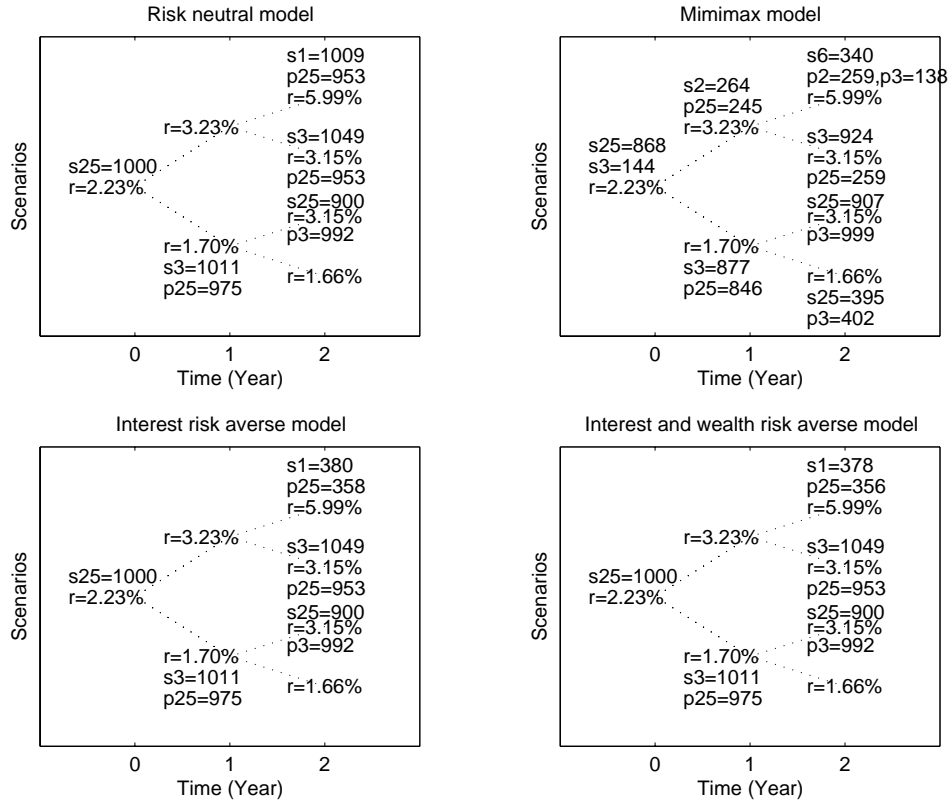 Risk neutral model
s1=1009
p25=953
r=5.99%
r=3.23%
s3=1049
r=3.15%
p25=953
s25=1000
r=2.23%
s25=900
r=3.15%
p3=992
r=1.70%
s3=1011
p25=975
r=1.66%
Scenarios
0 1 2
Time (Year)
Mimimax model
s6=340
p2=259,p3=138
r=5.99%
s2=264
p25=245
r=3.23%
s3=924
r=3.15%
p25=259
s25=868
s3=144
r=2.23%
s25=907
r=3.15%
p3=999
r=1.70%
s3=877
p25=846
r=1.66%
s25=395
p3=402
Scenarios
0 1 2
Time (Year)
Interest risk averse model
s1=380
p25=358
r=5.99%
r=3.23%
s3=1049
r=3.15%
p25=953
s25=1000
r=2.23%
s25=900
r=3.15%
p3=992
r=1.70%
s3=1011
p25=975
r=1.66%
Scenarios
0 1 2
Time (Year)
Interest and wealth risk averse model
s1=378
p25=356
r=5.99%
r=3.23%
s3=1049
r=3.15%
p25=953
s25=1000
r=2.23%
s25=900
r=3.15%
p3=992
r=1.70%
s3=1011
p25=975
r=1.66%
Scenarios
0 1 2
Time (Year)